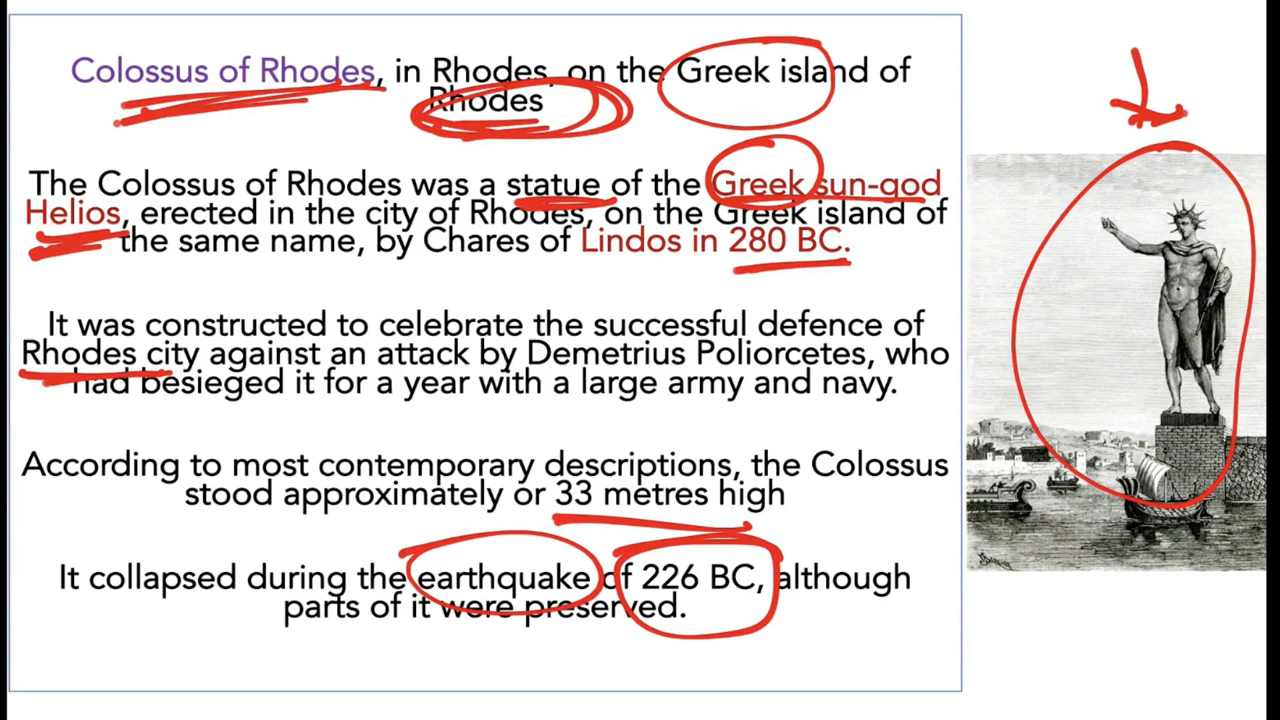 Colossus of Rhodes, in Rhodes, on the Greek island of
Rhodes
The Colossus of Rhodes was a statue of the Greek sun-god
Helios, erected in the city of Rhodes, on the Greek island of
the same name, by Chares of Lindos in 280 BC.
It was constructed to celebrate the successful defence of
Rhodes city against an attack by Demetrius Poliorcetes, who
had besieged it for a year with a large army and navy.
According to most contemporary descriptions, the Colossus
stood approximately or 33 metres high
It collapsed during the earthquake of 226 BC, although
parts of it were preserved.